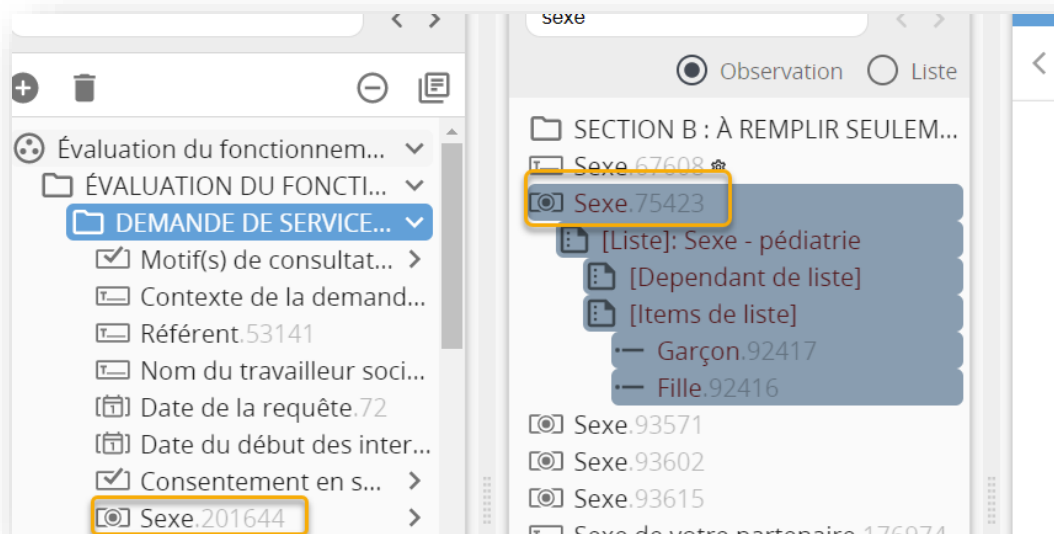 Évaluation du fonctionnem...
ÉVALUATION DU FONCTI...
DEMANDE DE SERVICE...
Motif(s) de consultat...
Contexte de la demand...
Référent.53141
Nom du travailleur soci...
Date de la requête.72
Date du début des inter...
Consentement en s...
Sexe.201644
sexe
Observation
Liste
SECTION B : À REMPLIR SEULEM...
Sexe.67608
Sexe.75423
[Liste]: Sexe - pédiatrie
[Dependant de liste]
[Items de liste]
Garçon.92417
Fille.92416
Sexe.93571
Sexe.93602
Sexe.93615
Sexe de votre partenaire.176974